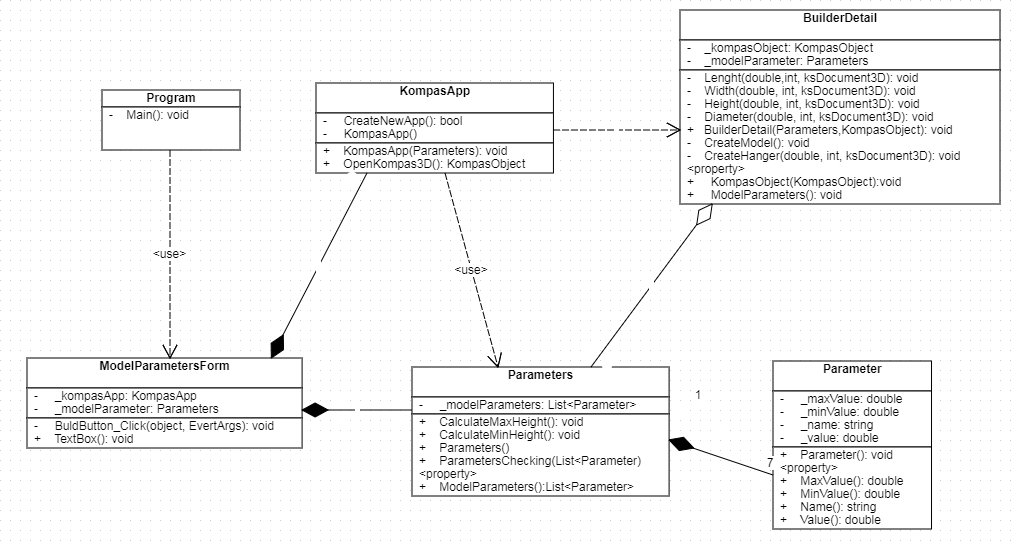 BuilderDetail
- _kompasObject: KompasObject
- _modelParameter: Parameters
- Lenght(double,int, ksDocument3D): void
- Width(double, int, ksDocument3D): void
- Height(double, int, ksDocument3D): void
- Diameter(double, int, ksDocument3D): void
+ BuilderDetail(Parameters,KompasObject): void
- CreateModel(): void
- CreateHanger(double, int, ksDocument3D): void
<property>
+ KompasObject(KompasObject):void
+ ModelParameters(): void
KompasApp
- CreateNewApp(): bool
- KompasApp()
+ KompasApp(Parameters): void
+ OpenKompas3D(): KompasObject
Program
- Main(): void
<use>
<use>
ModelParametersForm
- _kompasApp: KompasApp
- _modelParameter: Parameters
- BuldButton_Click(object, EvertArgs): void
+ TextBox(): void
Parameters
- _modelParameters: List<Parameter>
+ CalculateMaxHeight(): void
+ CalculateMinHeight(): void
+ Parameters()
+ ParametersChecking(List<Parameter)
<property>
+ ModelParameters():List<Parameter>
1
7
Parameter
- _maxValue: double
- _minValue: double
- _name: string
- _value: double
+ Parameter(): void
<property>
+ MaxValue(): double
+ MinValue(): double
+ Name(): string
+ Value(): double